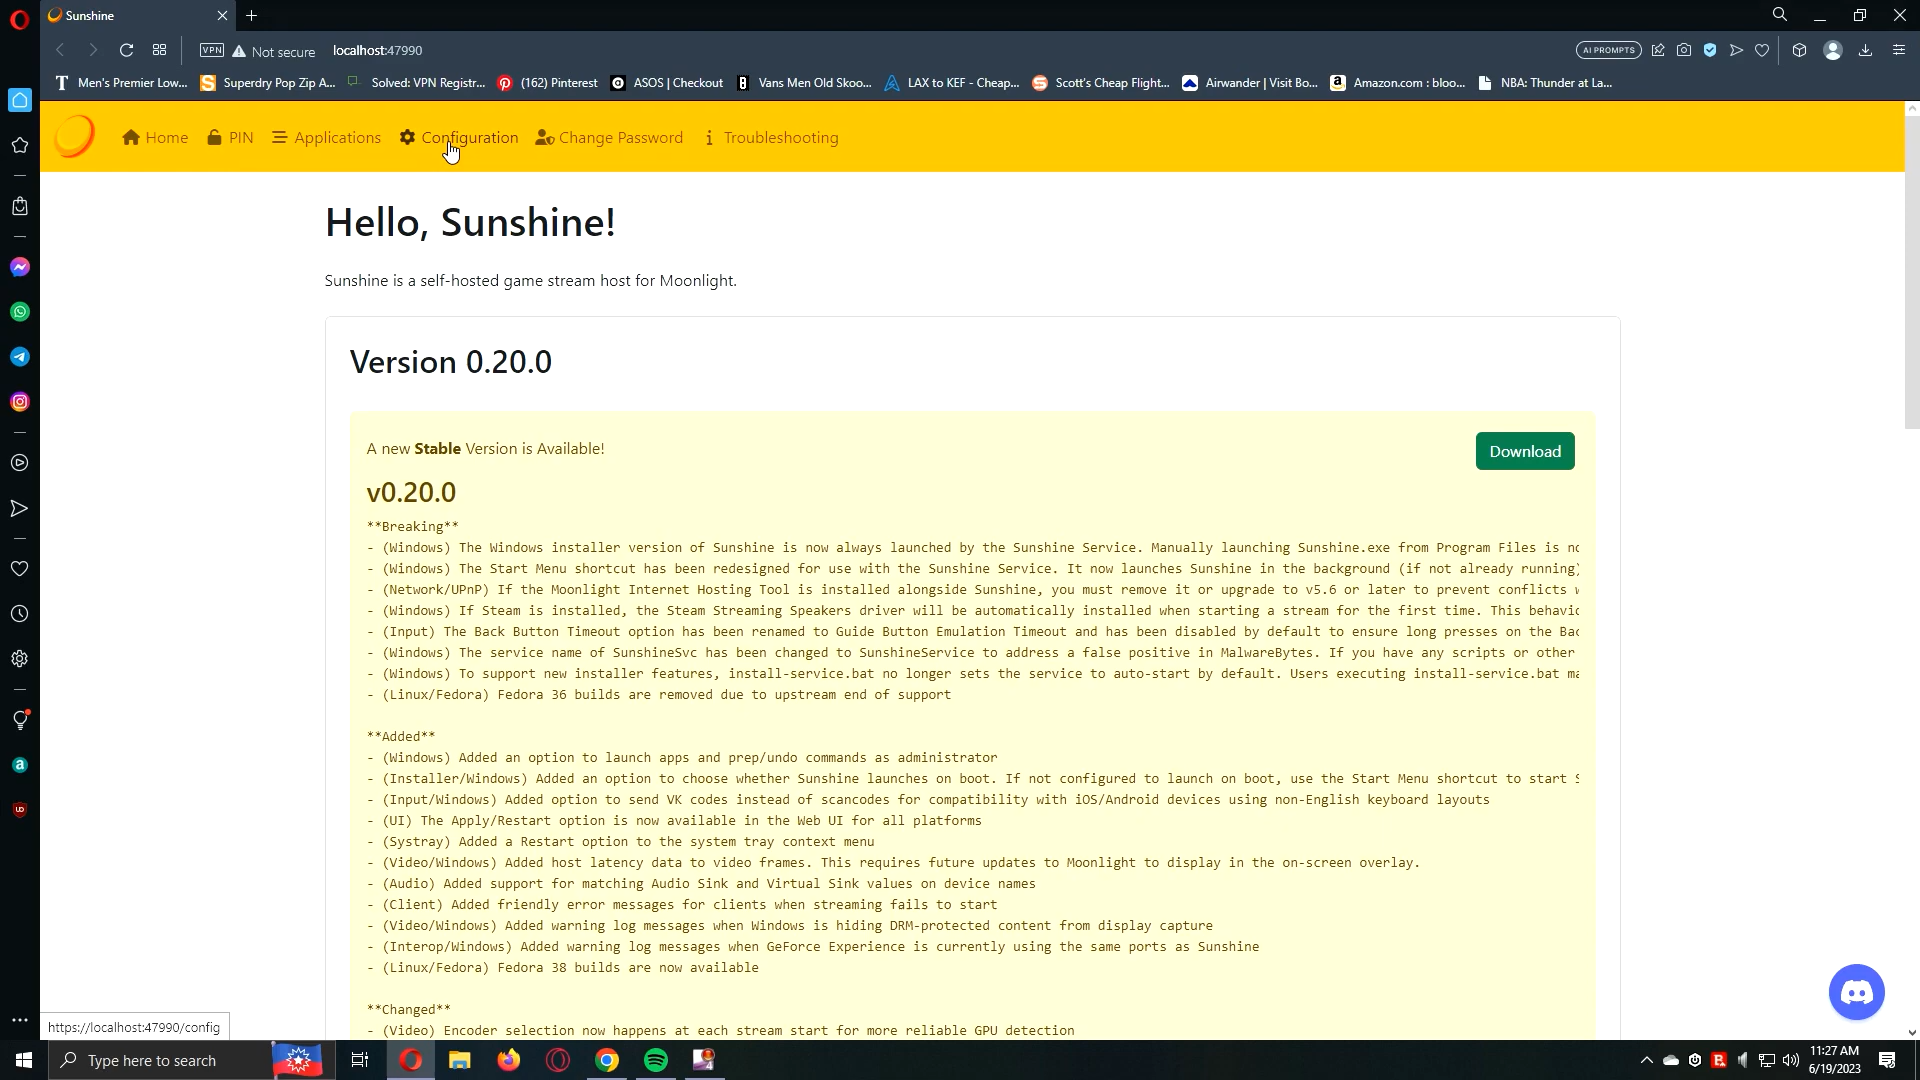 Sunshine
VPN
Not secure
localhost:47990
AI PROMPTS
Men's Premier Low...
Superdry Pop Zip A...
Solved: VPN Registr...
(162) Pinterest
ASOS | Checkout
Vans Men Old Skoo...
LAX to KEF - Cheap...
Scott's Cheap Flight...
Airwander | Visit Bo...
Amazon.com : bloo...
NBA: Thunder at La...
Home
PIN
Applications
Configuration
Change Password
Troubleshooting
Hello, Sunshine!
Sunshine is a self-hosted game stream host for Moonlight.
Version 0.20.0
A new Stable Version is Available!
Download
v0.20.0
**Breaking**
- (Windows) The Windows installer version of Sunshine is now always launched by the Sunshine Service. Manually launching Sunshine.exe from Program Files is
- (Windows) The Start Menu shortcut has been redesigned for use with the Sunshine Service. It now launches Sunshine in the background (if not already running)
- (Network/UPnP) If the Moonlight Internet Hosting Tool is installed alongside Sunshine, you must remove it or upgrade to v5.6 or later to prevent conflicts
- (Windows) If Steam is installed, the Steam Streaming Speakers driver will be automatically installed when starting a stream for the first time. This
- (Input) The Back Button Timeout option has been renamed to Guide Button Emulation Timeout and has been disabled by default to ensure long presses on the
- (Windows) The service name of SunshineSvc has been changed to SunshineService to address a false positive in MalwareBytes. If you have any scripts or other
- (Windows) To support new installer features, install-service.bat no longer sets the service to auto-start by default. Users executing install-service.bat
- (Linux/Fedora) Fedora 36 builds are removed due to upstream end of support
**Added**
- (Windows) Added an option to launch apps and prep/undo commands as administrator
- (Installer/Windows) Added an option to choose whether Sunshine launches on boot. If not configured to launch on boot, use the Start Menu shortcut to start
- (Input/Windows) Added option to send VK codes instead of scancodes for compatibility with iOS/Android devices using non-English keyboard layouts
- (UI) The Apply/Restart option is now available in the Web UI for all platforms
- (Systray) Added a Restart option to the system tray context menu
- (Video/Windows) Added host latency data to video frames. This requires future updates to Moonlight to display in the on-screen overlay.
- (Audio) Added support for matching Audio Sink and Virtual Sink values on device names
- (Client) Added friendly error messages for clients when streaming fails to start
- (Video/Windows) Added warning log messages when Windows is hiding DRM-protected content from display capture
- (Interop/Windows) Added warning log messages when GeForce Experience is currently using the same ports as Sunshine
- (Linux/Fedora) Fedora 38 builds are now available
**Changed**
- (Video) Encoder selection now happens at each stream start for more reliable GPU detection
https://localhost:47990/config
Type here to search
11:27 AM
6/19/2023